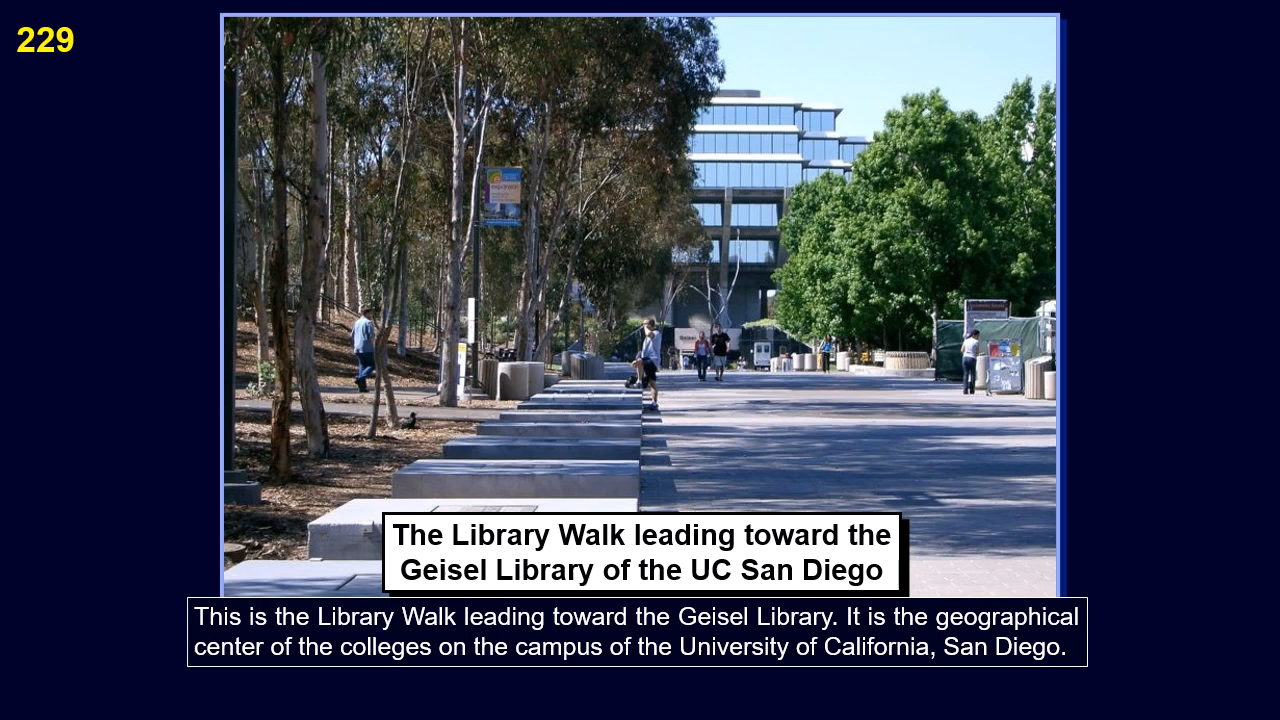 229
The Library Walk leading toward the
Geisel Library of the UC San Diego
This is the Library Walk leading toward the Geisel Library. It is the geographical
center of the colleges on the campus of the University of California, San Diego.